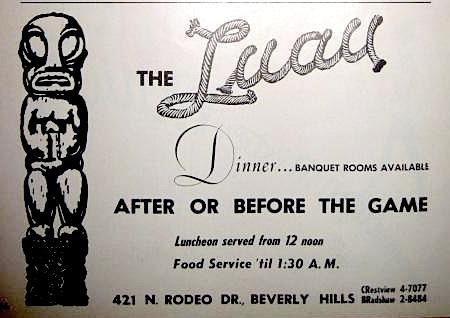 THE Luau
Dinner... BANQUET ROOMS AVAILABLE
AFTER OR BEFORE THE GAME
Luncheon served from 12 noon
Food Service 'til 1:30 A. M.
421 N. RODEO DR., BEVERLY HILLS CRestview 4-7077
BRadshaw 2-8484